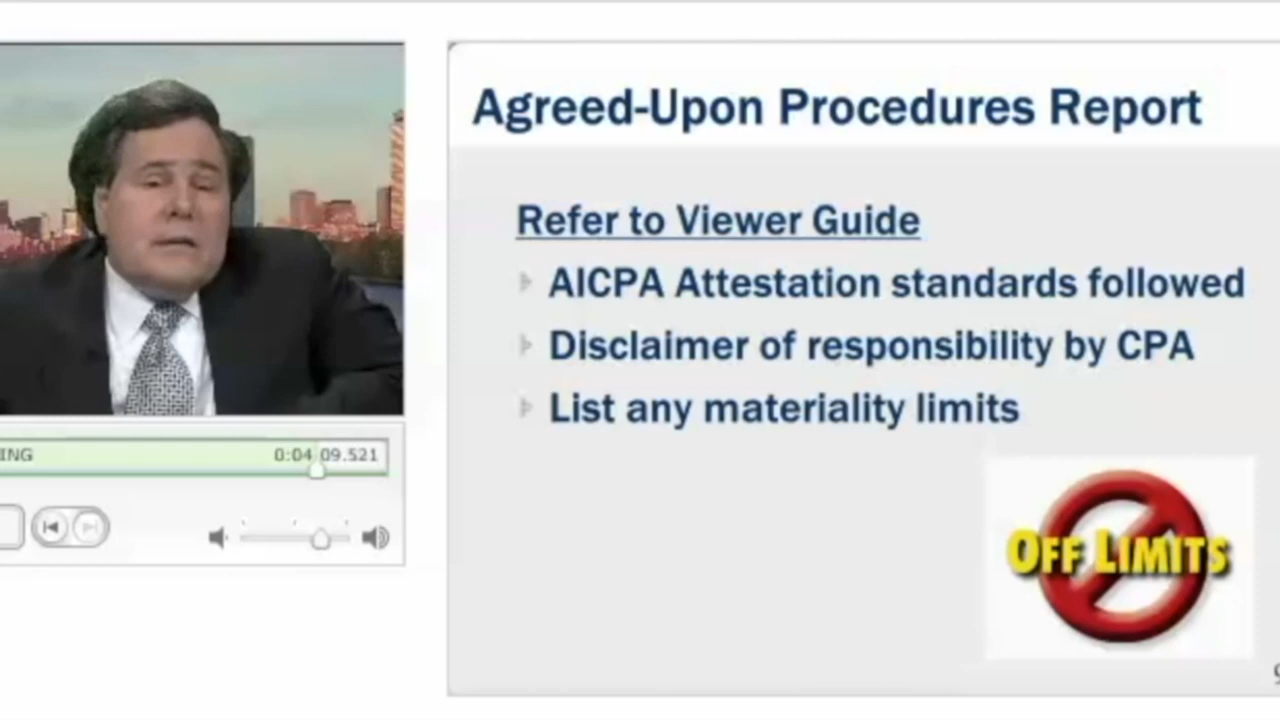 Agreed-Upon Procedures Report
Refer to Viewer Guide
AICPA Attestation standards followed
Disclaimer of responsibility by CPA
List any materiality limits
ING 0:04 09.521
OFF LIMITS
9